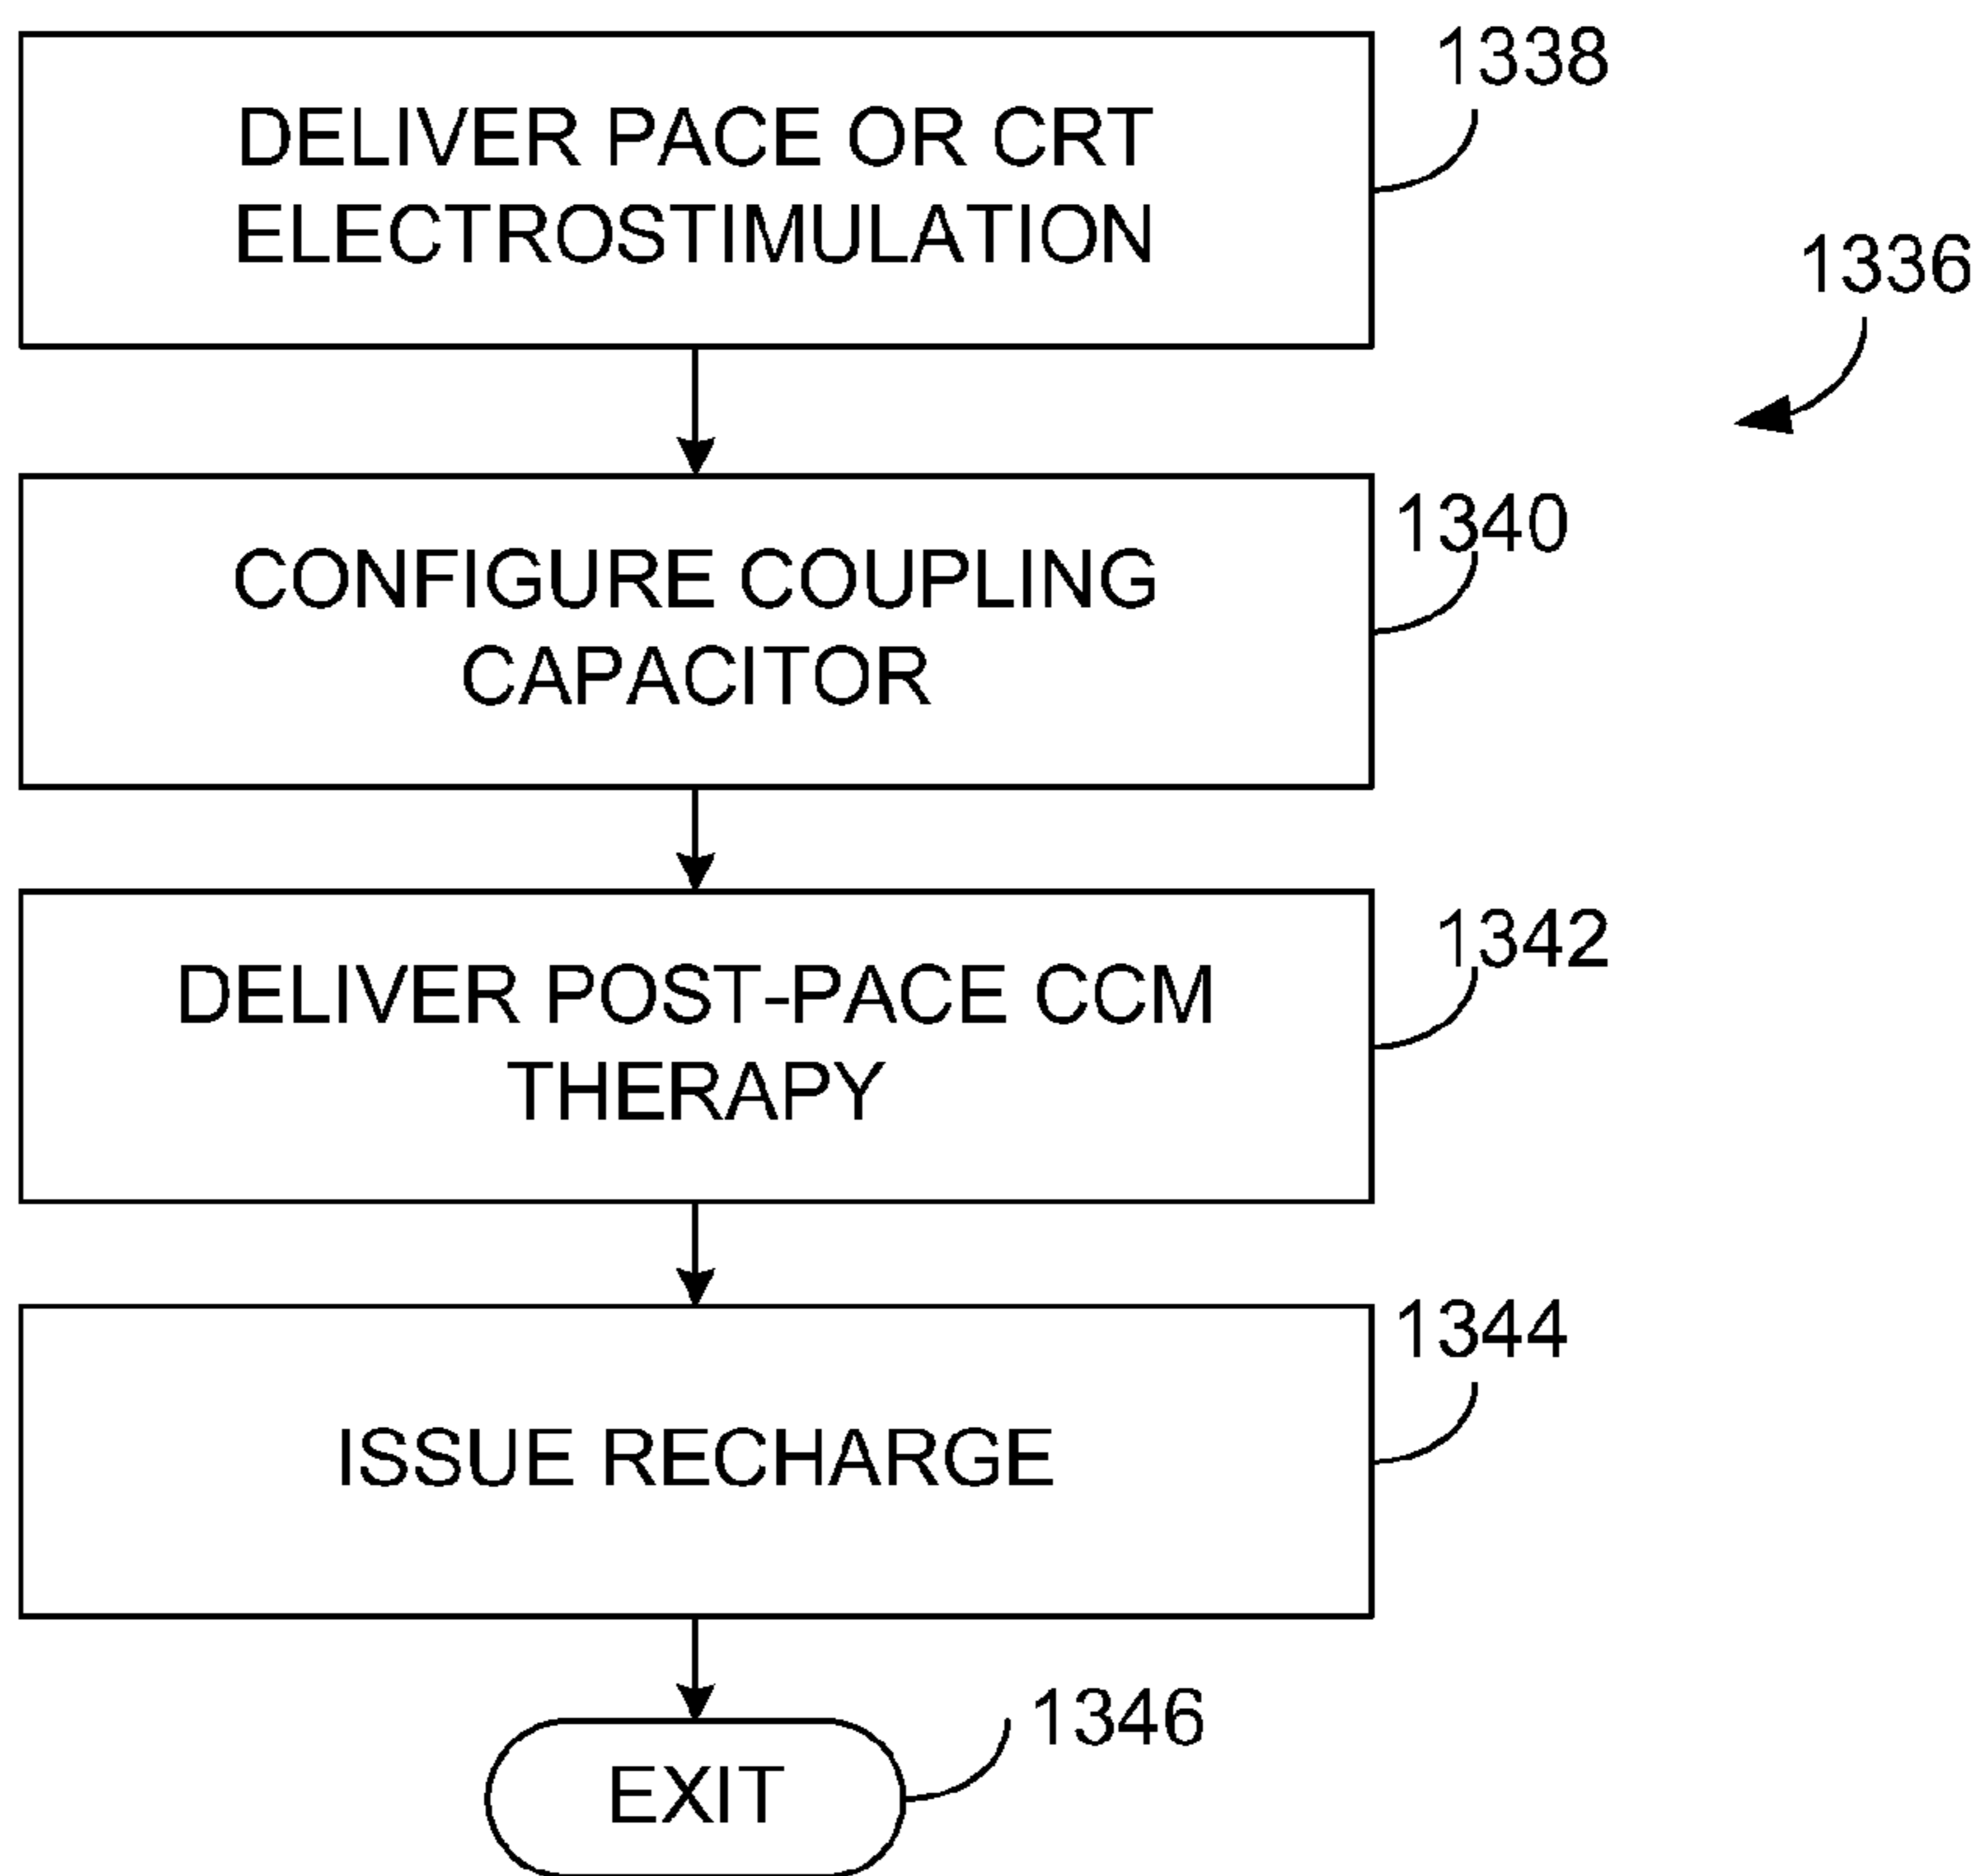 DELIVER PACE OR CRT
ELECTROSTIMULATION
1338
1336
CONFIGURE COUPLING
CAPACITOR
1340
DELIVER POST-PACE CCM
THERAPY
1342
ISSUE RECHARGE
1344
EXIT
1346